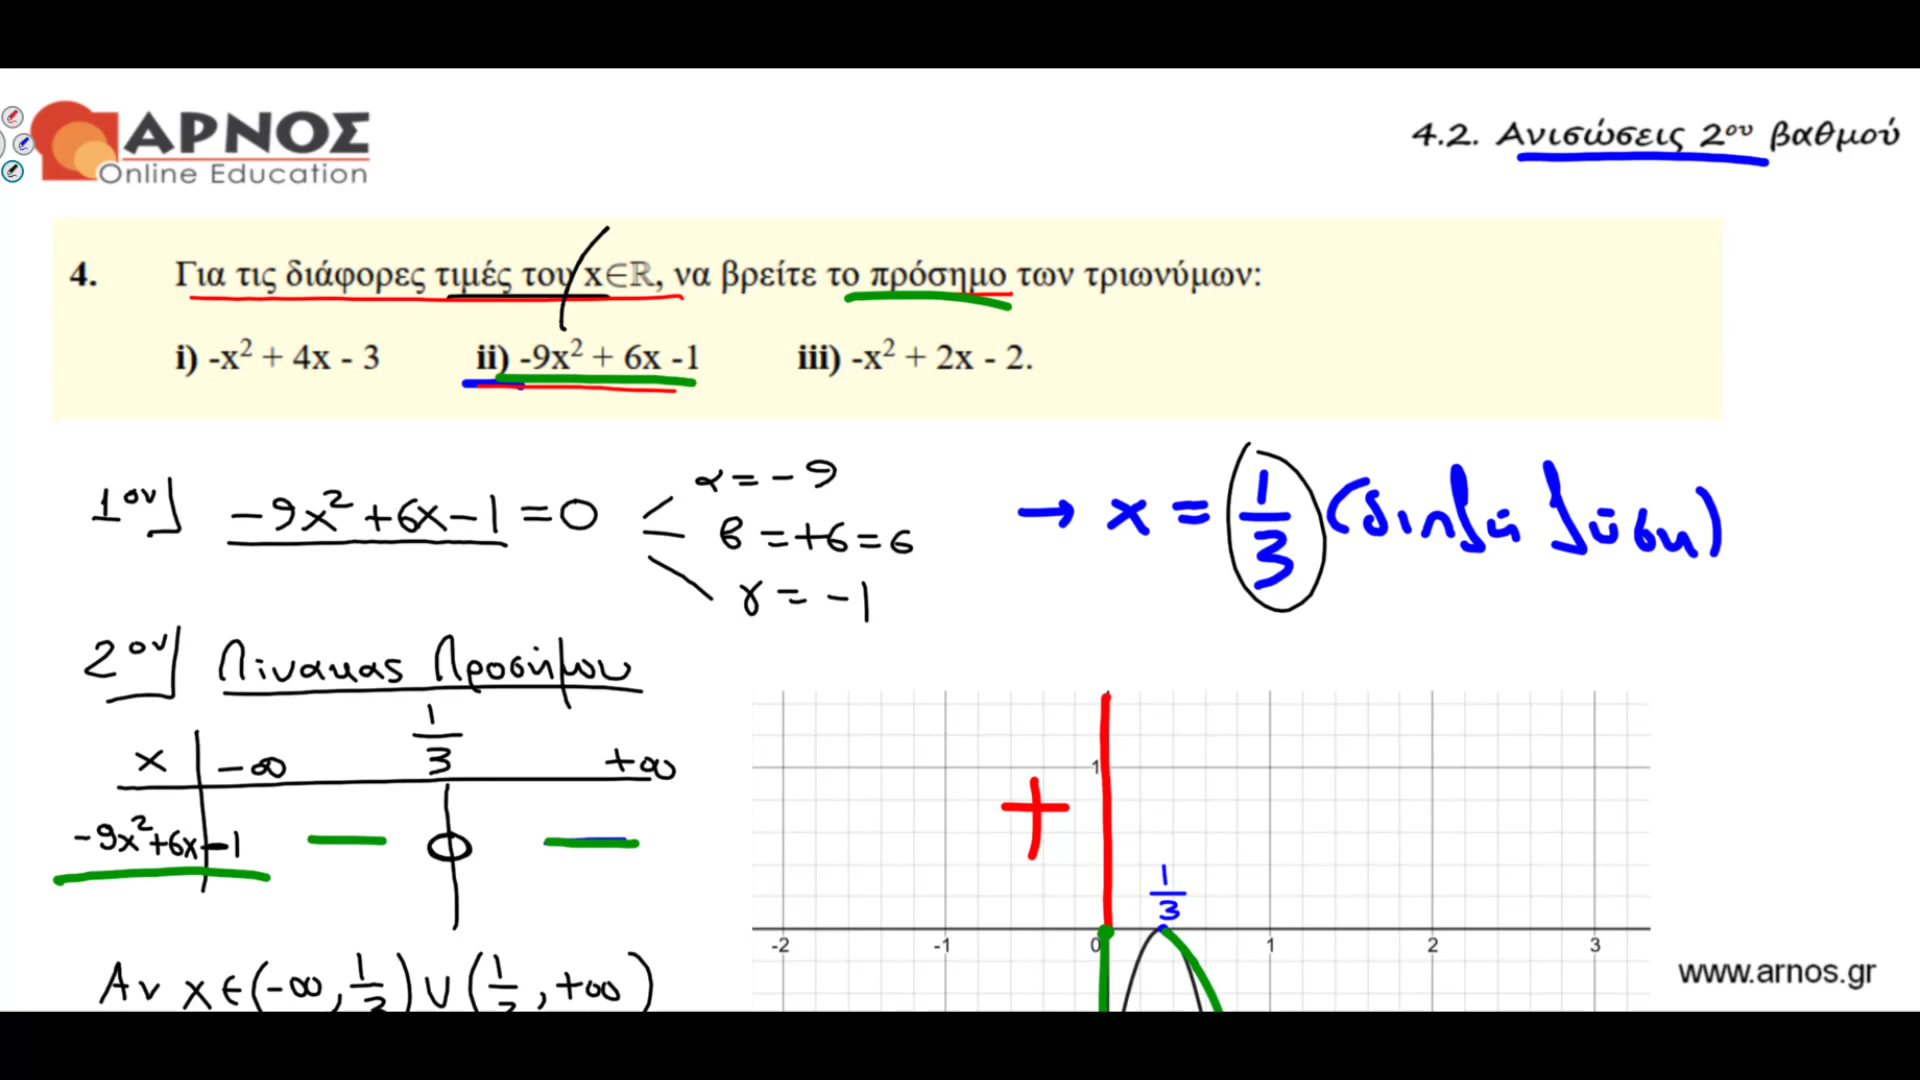 ΑΡΝΟΣ
Online Education
4.2. Ανισώσεις 2ου βαθμού
4. Για τις διάφορες τιμές του x∈ℝ, να βρείτε το πρόσημο των τριωνύμων:
i) -x² + 4x - 3 ii) -9x² + 6x -1 iii) -x² + 2x - 2.
1ον -9x²+6x-1=0 α=-9
β=+6=6
γ=-1
→ x = 1/3 (διπλή λύση)
2ον Πίνακας Προσήμου
x -∞ 1/3 +∞
-9x²+6x-1 — 0 —
Αν x∈(-∞, 1/3)∪(1/3, +∞)
1
+
1/3
-2 -1 0 1 2 3
www.arnos.gr